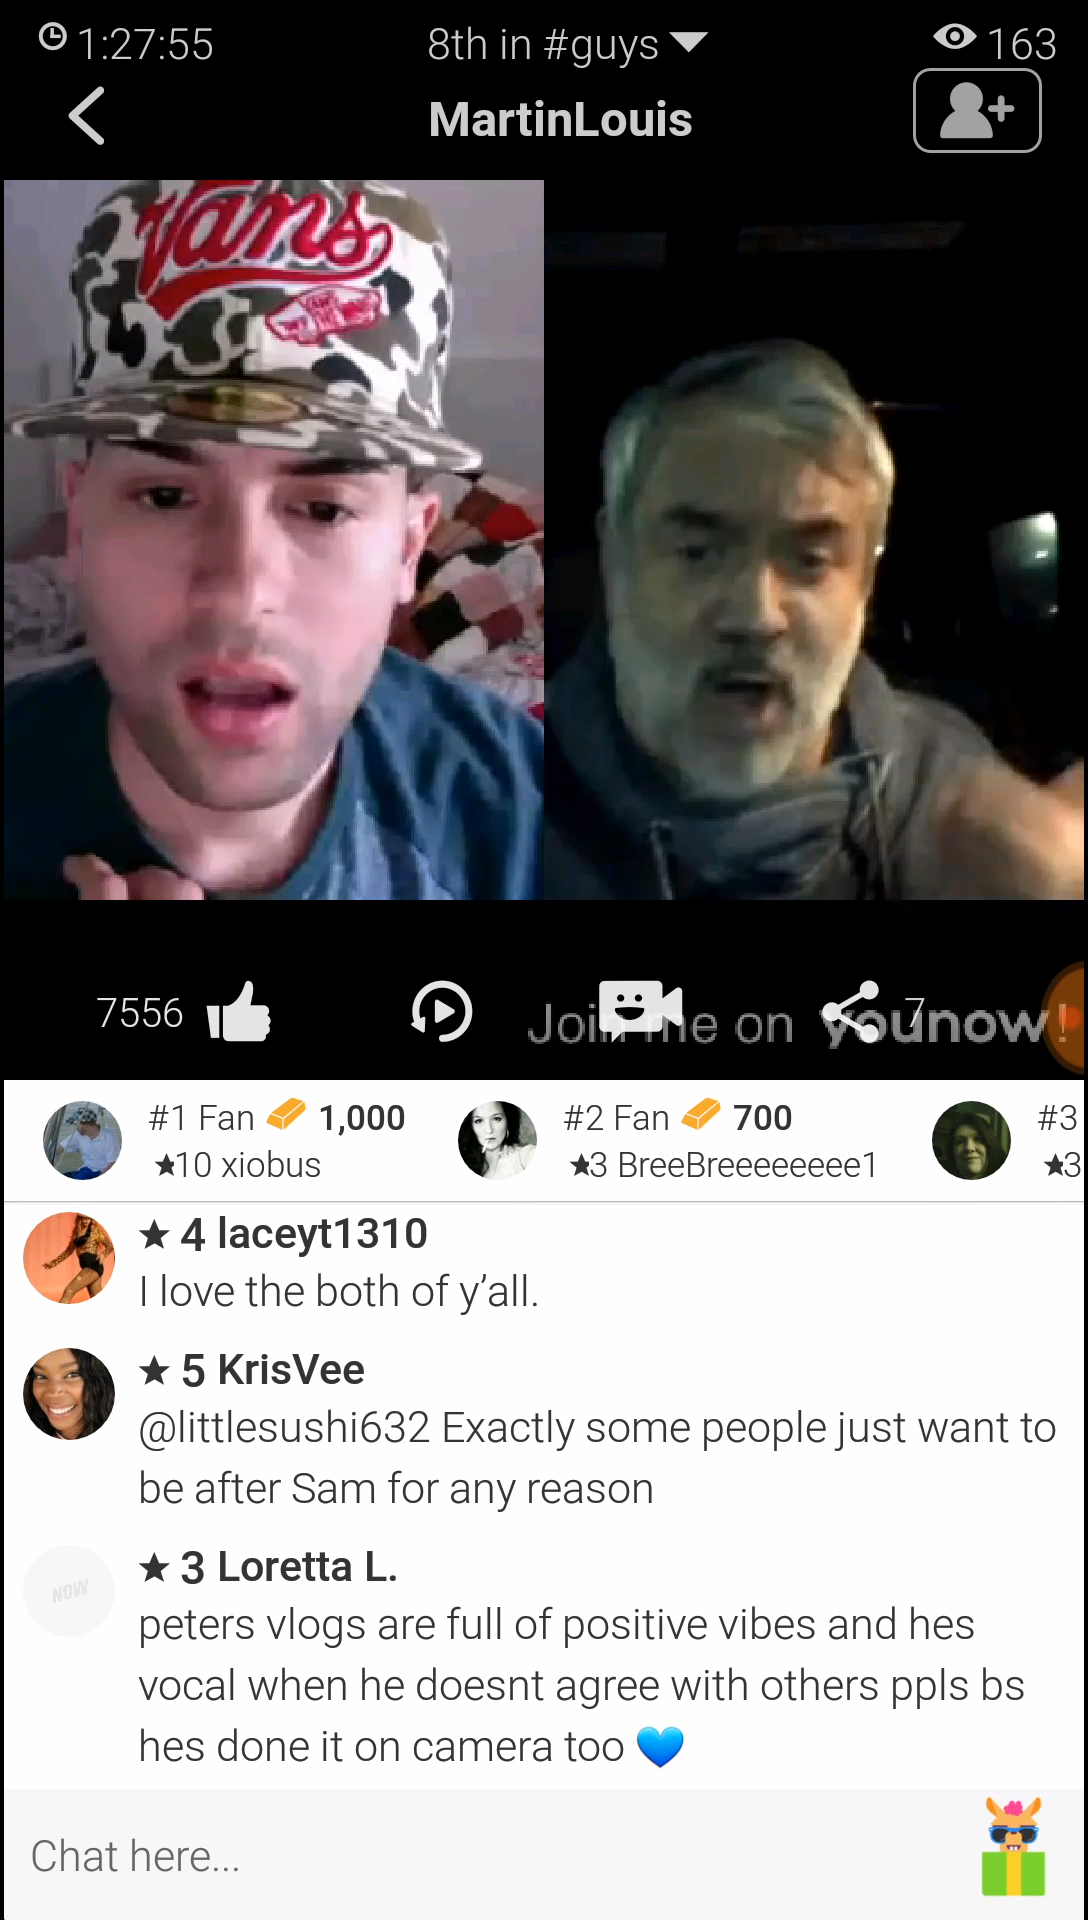 1:27:55 8th in #guys 163
MartinLouis
Vans
7556 7
Join me on younow!
#1 Fan 1,000 #2 Fan 700 #3
★10 xiobus ★3 BreeBreeeeeeee1 ★3
★ 4 laceyt1310
I love the both of y’all.
★ 5 KrisVee
@littlesushi632 Exactly some people just want to
be after Sam for any reason
NOW
★ 3 Loretta L.
peters vlogs are full of positive vibes and hes
vocal when he doesnt agree with others ppls bs
hes done it on camera too 💙
Chat here...